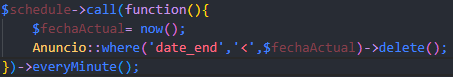 $schedule->call(function(){
$fechaActual= now();
Anuncio::where('date_end','<',$fechaActual)->delete();
})->everyMinute();